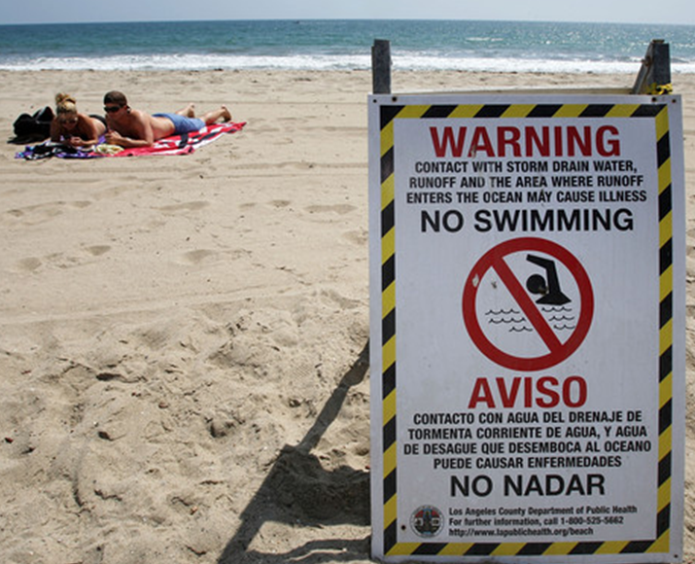 WARNING
CONTACT WITH STORM DRAIN WATER,
RUNOFF AND THE AREA WHERE RUNOFF
ENTERS THE OCEAN MAY CAUSE ILLNESS
NO SWIMMING
AVISO
CONTACTO CON AGUA DEL DRENAJE DE
TORMENTA CORRIENTE DE AGUA, Y AGUA
DE DESAGUE QUE DESEMBOCA AL OCEANO
PUEDE CAUSAR ENFERMEDADES
NO NADAR
Los Angeles County Department of Public Health
For further information, call 1-800-525-5662
http://www.lapublichealth.org/beach